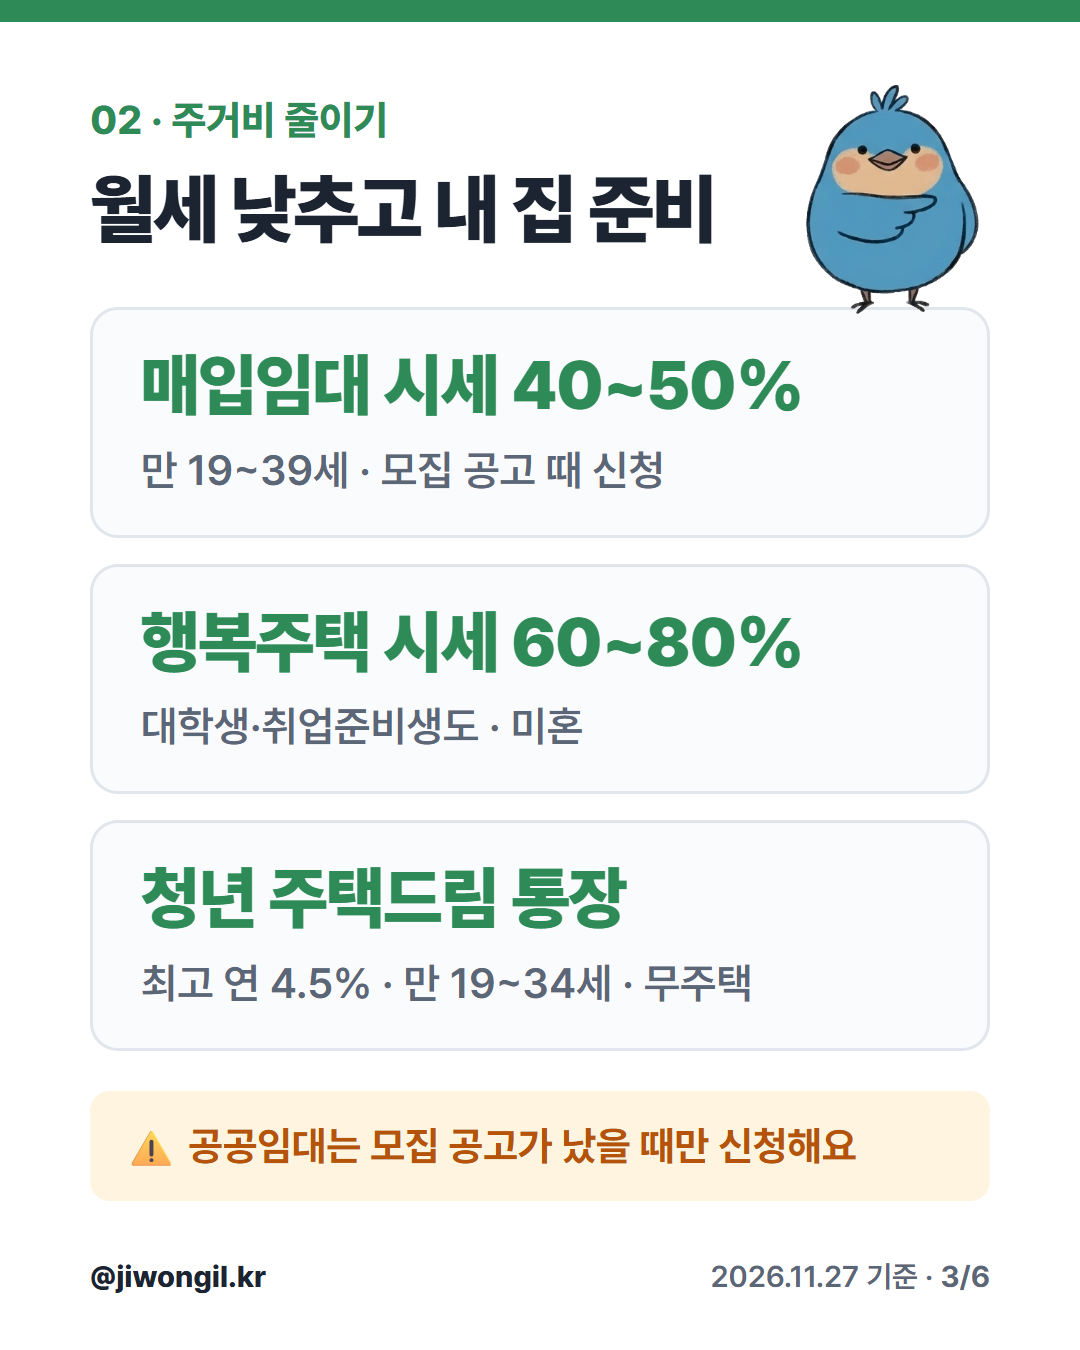 02 · 주거비 줄이기
월세 낮추고 내 집 준비
매입임대 시세 40~50%
만 19~39세 · 모집 공고 때 신청
행복주택 시세 60~80%
대학생·취업준비생도 · 미혼
청년 주택드림 통장
최고 연 4.5% · 만 19~34세 · 무주택
⚠️ 공공임대는 모집 공고가 났을 때만 신청해요
@jiwongil.kr
2026.11.27 기준 · 3/6